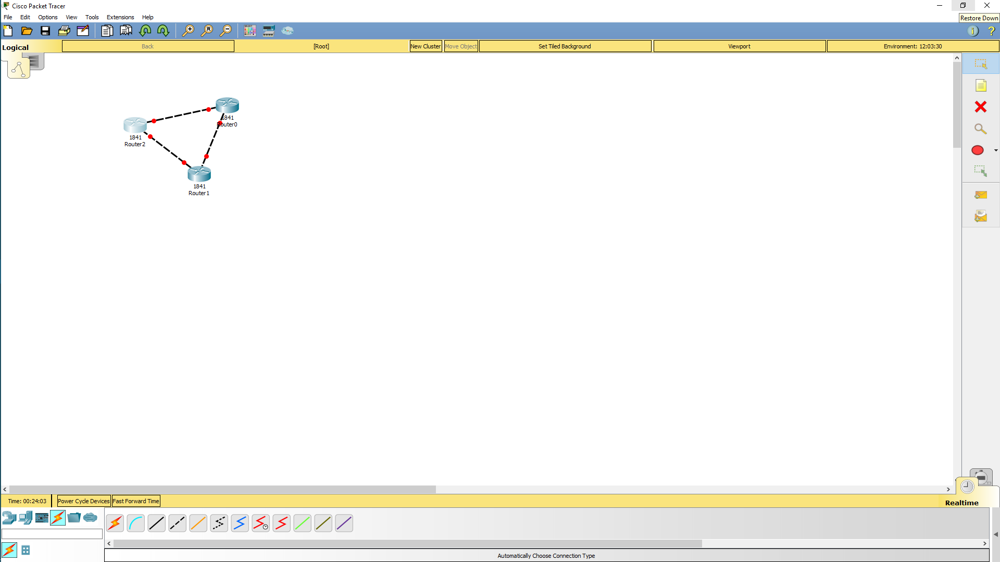 Cisco Packet Tracer
File Edit Options View Tools Extensions Help
Restore Down
Logical Back [Root] New Cluster Move Object Set Tiled Background Viewport Environment: 12:03:30
1841
Router0
1841
Router2
1841
Router1
Time: 00:24:03 Power Cycle Devices Fast Forward Time
Realtime
Automatically Choose Connection Type